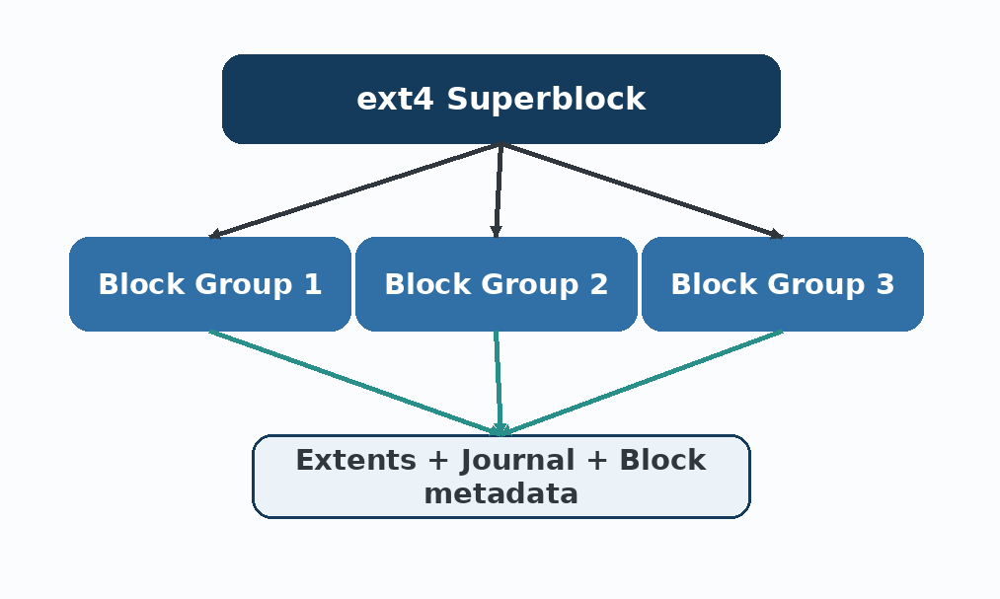 ext4 Superblock
Block Group 1
Block Group 2
Block Group 3
Extents + Journal + Block
metadata